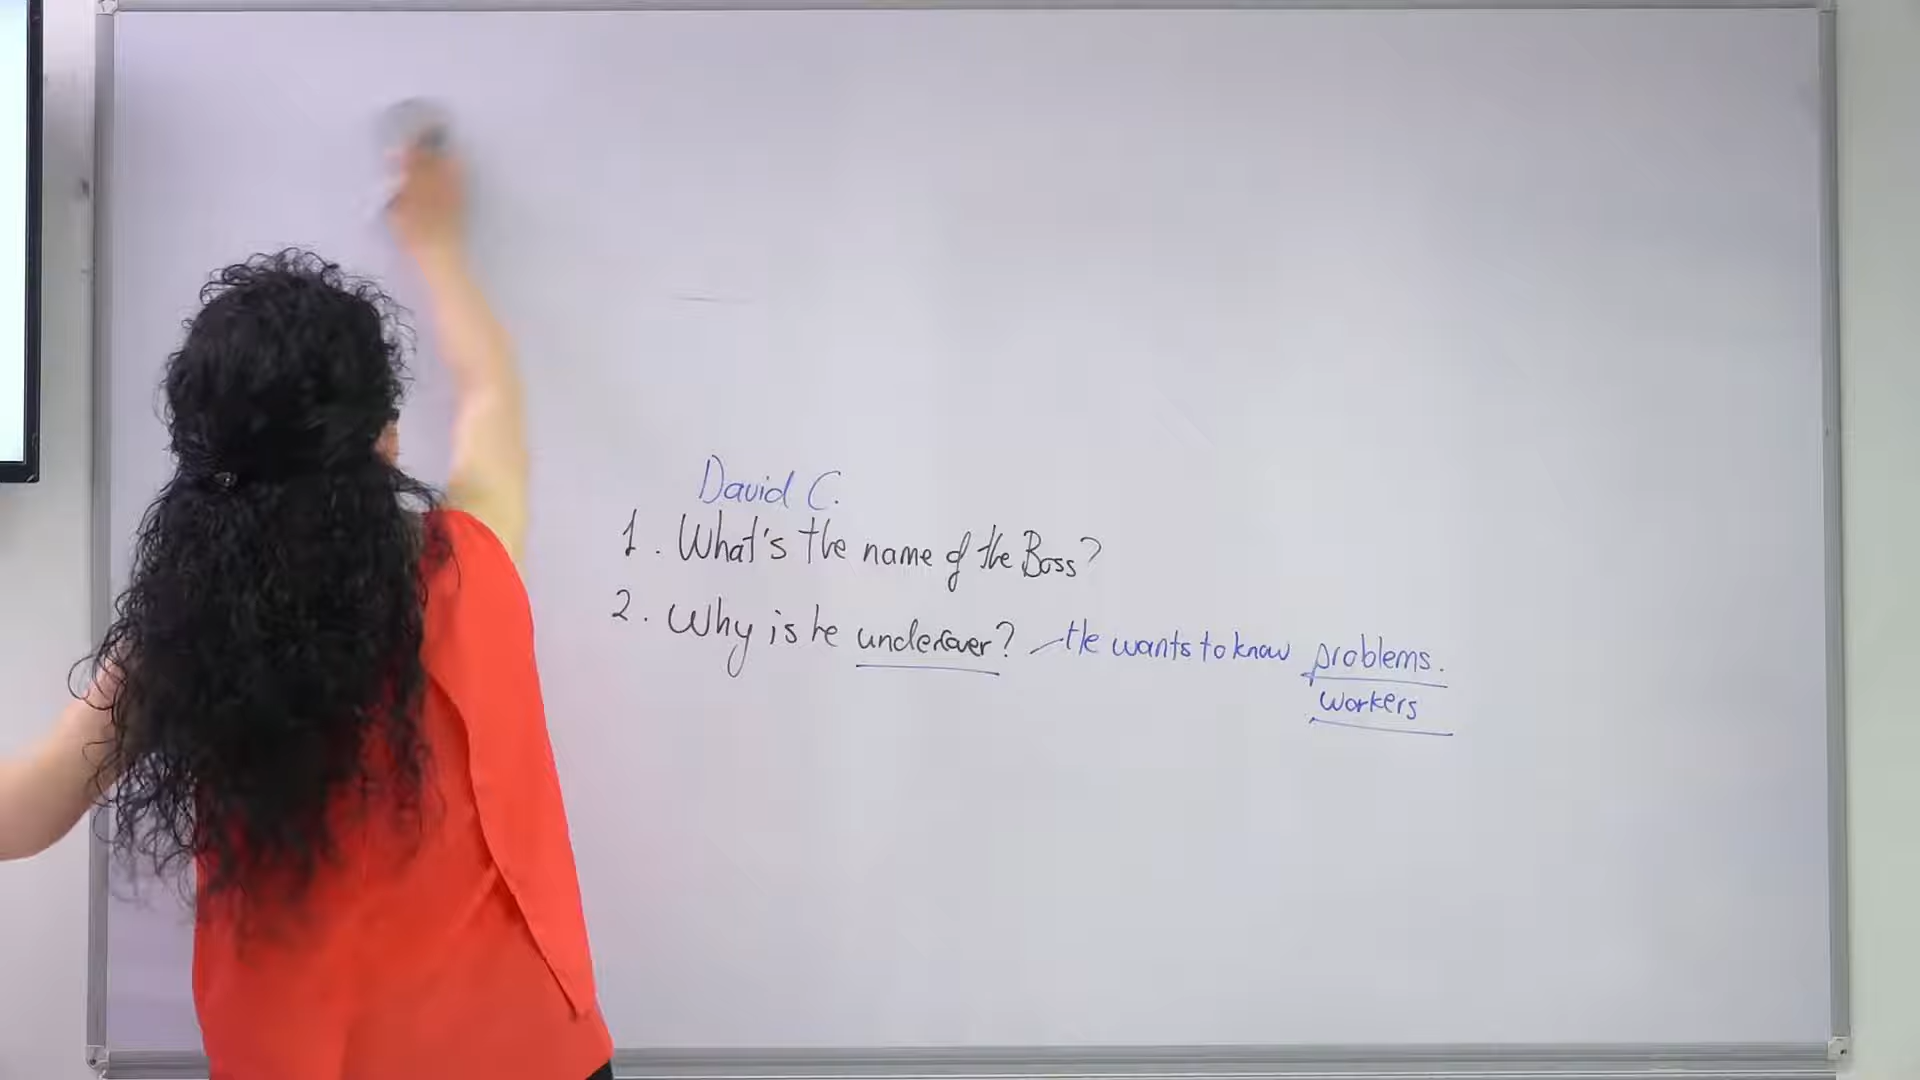 David C.
1. What's the name of the Boss?
2. Why is he undercover? He wants to know problems.
workers